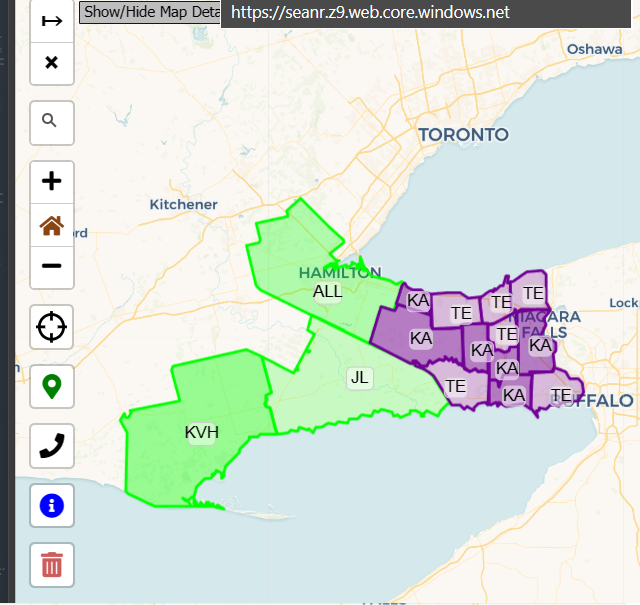 Show/Hide Map Deta
https://seanr.z9.web.core.windows.net
Oshawa
TORONTO
Kitchener
rd
HAMILTON
ALL
KA
TE
TE
TE
NIAGARA
FALLS
Lock
KA
TE
KA
KA
KA
JL
TE
KA
TE
BUFFALO
KVH